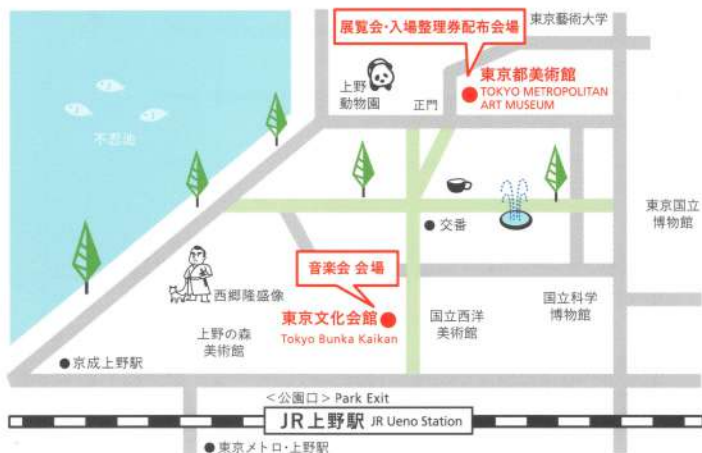 展覧会・入場整理券配布会場
東京藝術大学
上野
動物園
正門
東京都美術館
TOKYO METROPOLITAN
ART MUSEUM
不忍池
交番
東京国立
博物館
西郷隆盛像
音楽会 会場
東京文化会館
Tokyo Bunka Kaikan
国立西洋
美術館
国立科学
博物館
上野の森
美術館
京成上野駅
<公園口> Park Exit
JR上野駅 JR Ueno Station
東京メトロ・上野駅